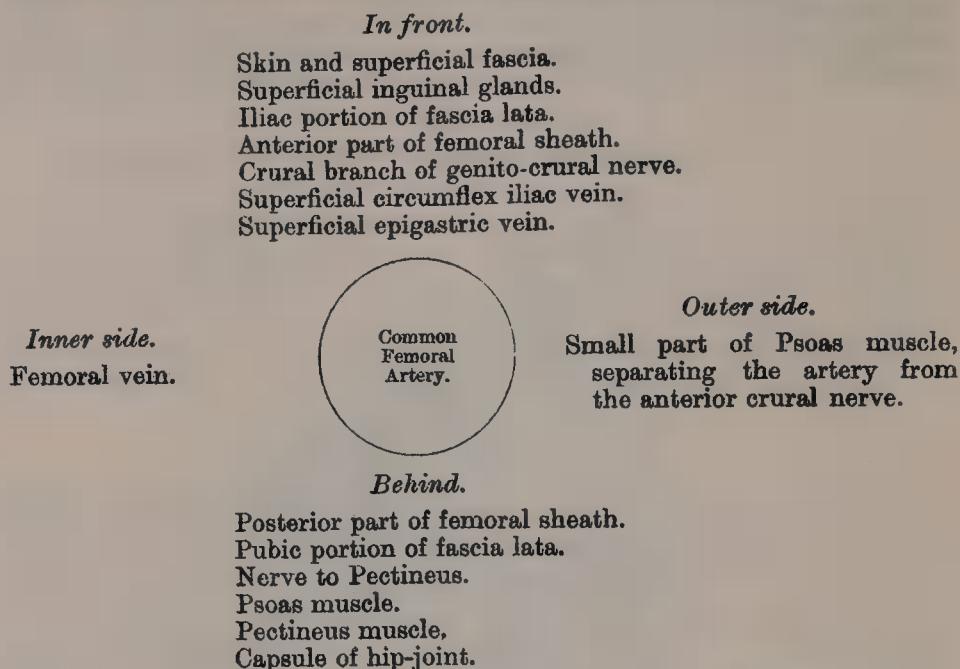 In front.
Skin and superficial fascia.
Superficial inguinal glands.
Iliac portion of fascia lata.
Anterior part of femoral sheath.
Crural branch of genito-crural nerve.
Superficial circumflex iliac vein.
Superficial epigastric vein.
Inner side.
Femoral vein.
Common
Femoral
Artery.
Outer side.
Small part of Psoas muscle,
separating the artery from
the anterior crural nerve.
Behind.
Posterior part of femoral sheath.
Pubic portion of fascia lata.
Nerve to Pectineus.
Psoas muscle.
Pectineus muscle.
Capsule of hip-joint.